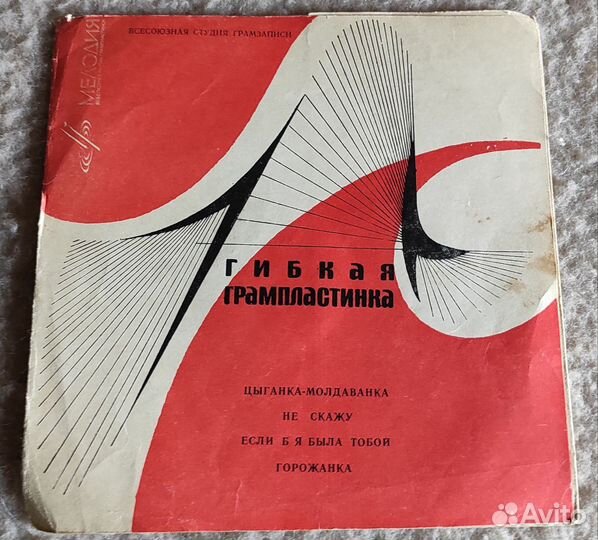 ВСЕСОЮЗНАЯ СТУДИЯ ГРАМЗАПИСИ
МЕЛОДИЯ
ГИБКАЯ
ГРАМПЛАСТИНКА
ЦЫГАНКА-МОЛДАВАНКА
НЕ СКАЖУ
ЕСЛИ Б Я БЫЛА ТОБОЙ
ГОРОЖАНКА
Avito